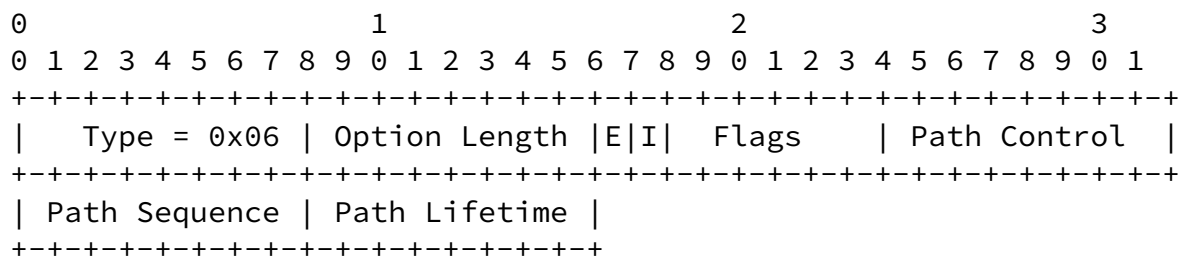 0                   1                   2                   3
0 1 2 3 4 5 6 7 8 9 0 1 2 3 4 5 6 7 8 9 0 1 2 3 4 5 6 7 8 9 0 1
+-+-+-+-+-+-+-+-+-+-+-+-+-+-+-+-+-+-+-+-+-+-+-+-+-+-+-+-+-+-+-+-+
|   Type = 0x06 | Option Length |E|I|  Flags    | Path Control  |
+-+-+-+-+-+-+-+-+-+-+-+-+-+-+-+-+-+-+-+-+-+-+-+-+-+-+-+-+-+-+-+-+
| Path Sequence | Path Lifetime |
+-+-+-+-+-+-+-+-+-+-+-+-+-+-+-+-+